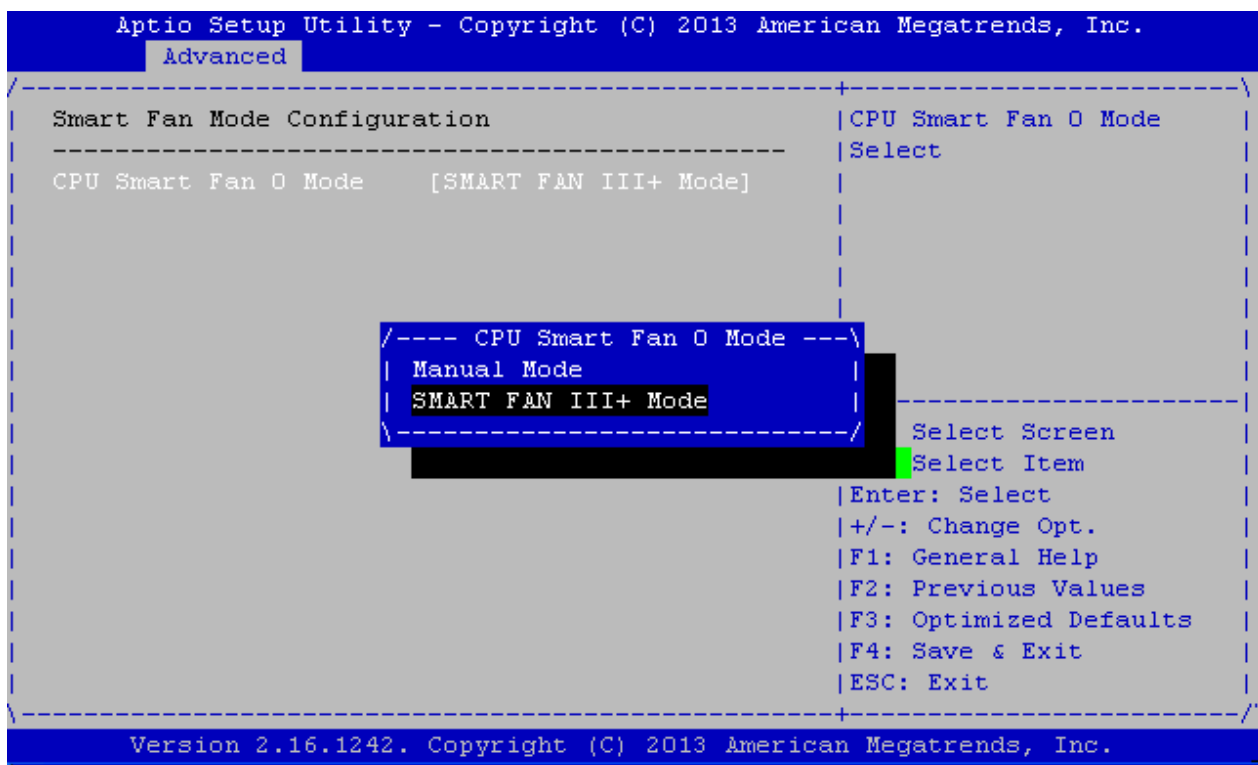 Aptio Setup Utility - Copyright (C) 2013 American Megatrends, Inc.
Advanced
Smart Fan Mode Configuration
CPU Smart Fan 0 Mode [SMART FAN III+ Mode]
CPU Smart Fan 0 Mode
Select
CPU Smart Fan 0 Mode
Manual Mode
SMART FAN III+ Mode
Select Screen
Select Item
Enter: Select
+/-: Change Opt.
F1: General Help
F2: Previous Values
F3: Optimized Defaults
F4: Save & Exit
ESC: Exit
Version 2.16.1242. Copyright (C) 2013 American Megatrends, Inc.